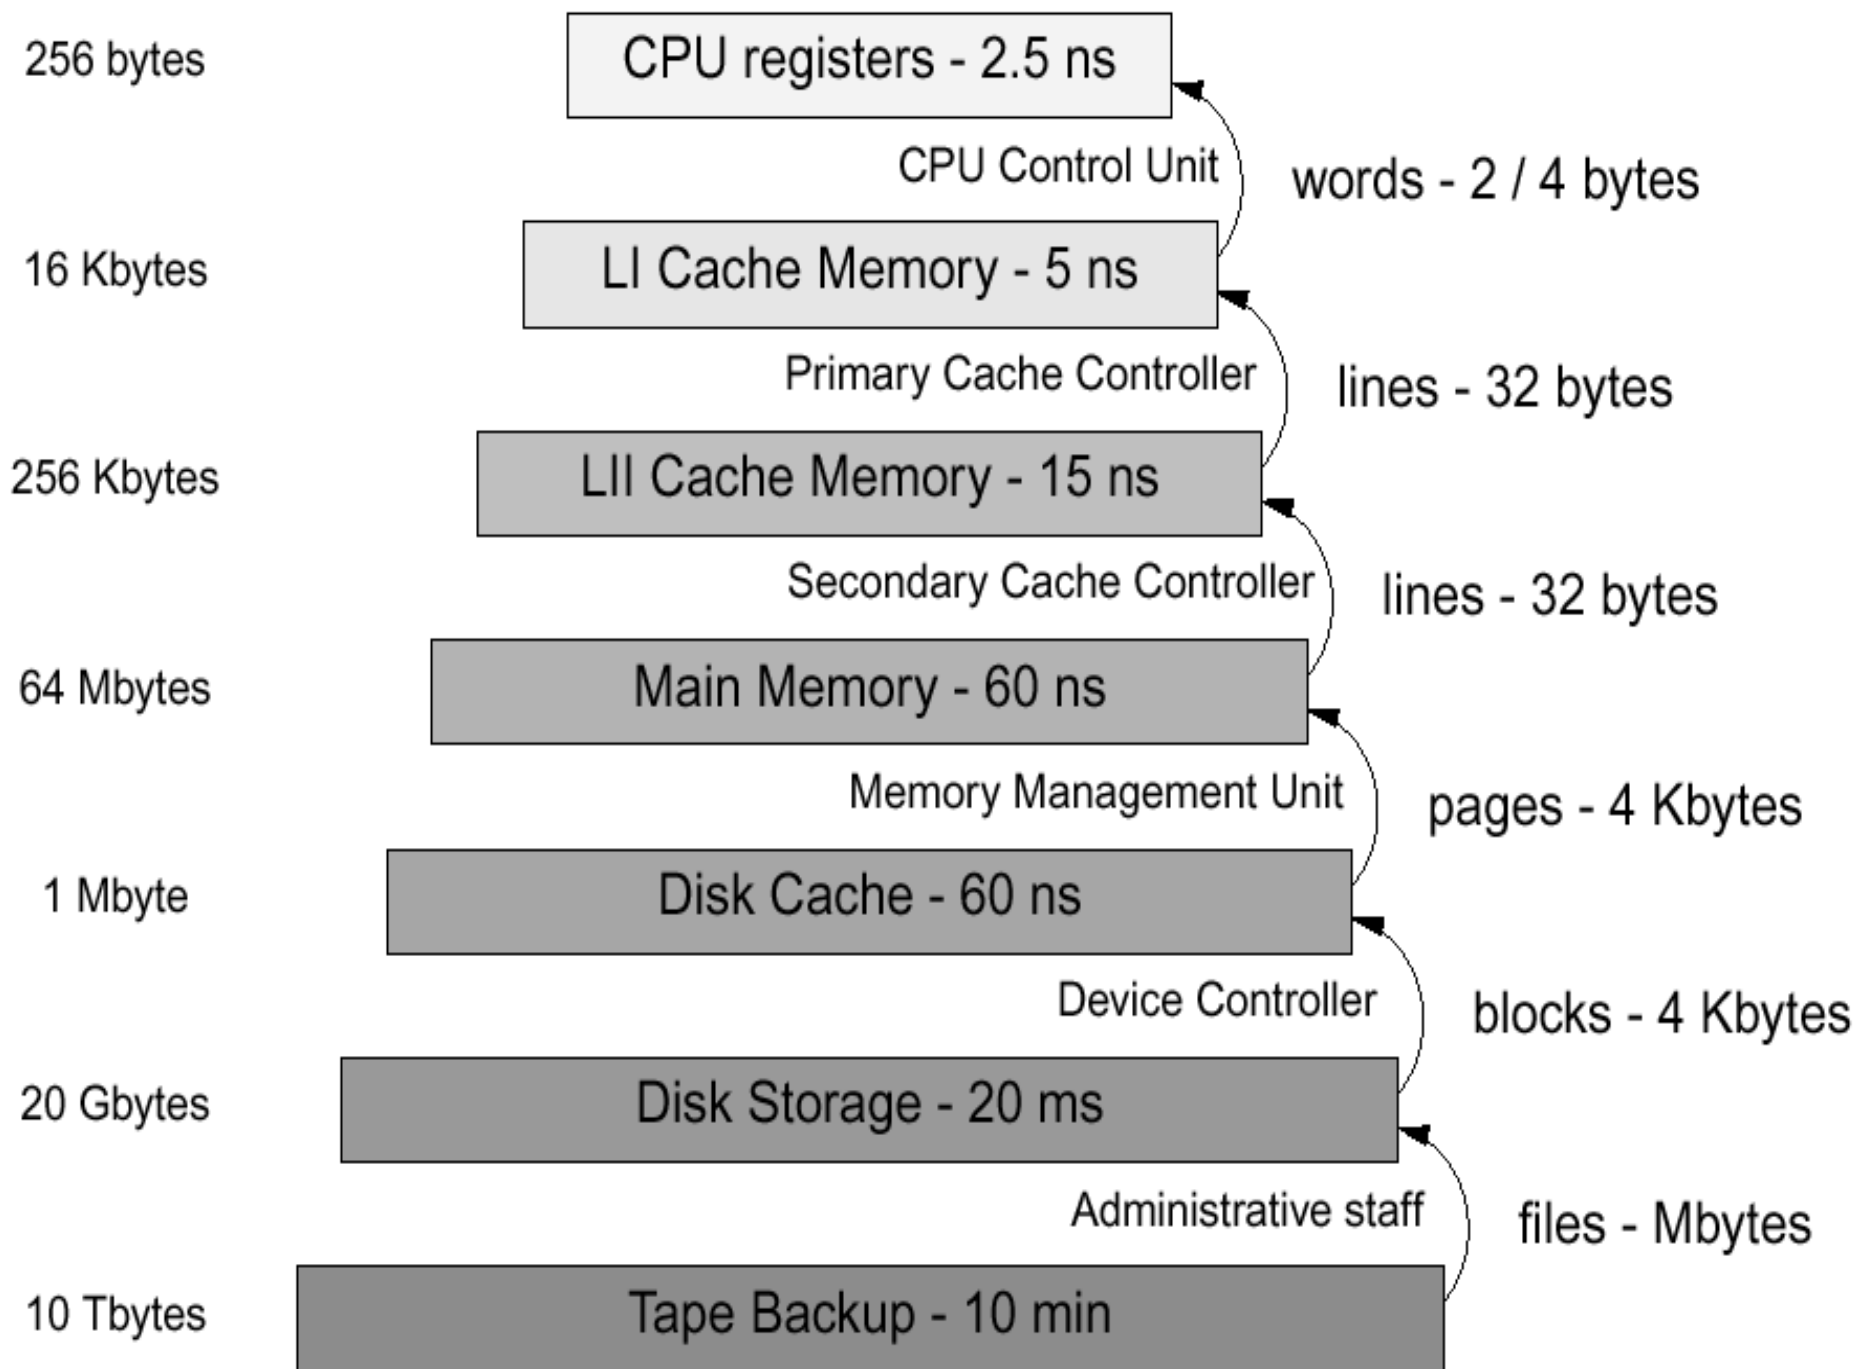 256 bytes
CPU registers - 2.5 ns
CPU Control Unit
words - 2 / 4 bytes
16 Kbytes
LI Cache Memory - 5 ns
Primary Cache Controller
lines - 32 bytes
256 Kbytes
LII Cache Memory - 15 ns
Secondary Cache Controller
lines - 32 bytes
64 Mbytes
Main Memory - 60 ns
Memory Management Unit
pages - 4 Kbytes
1 Mbyte
Disk Cache - 60 ns
Device Controller
blocks - 4 Kbytes
20 Gbytes
Disk Storage - 20 ms
Administrative staff
files - Mbytes
10 Tbytes
Tape Backup - 10 min